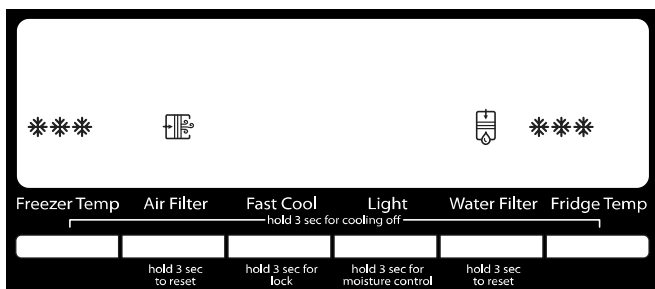 Freezer Temp Air Filter Fast Cool Light Water Filter Fridge Temp
hold 3 sec for cooling off
hold 3 sec
to reset
hold 3 sec for
lock
hold 3 sec for
moisture control
hold 3 sec
to reset